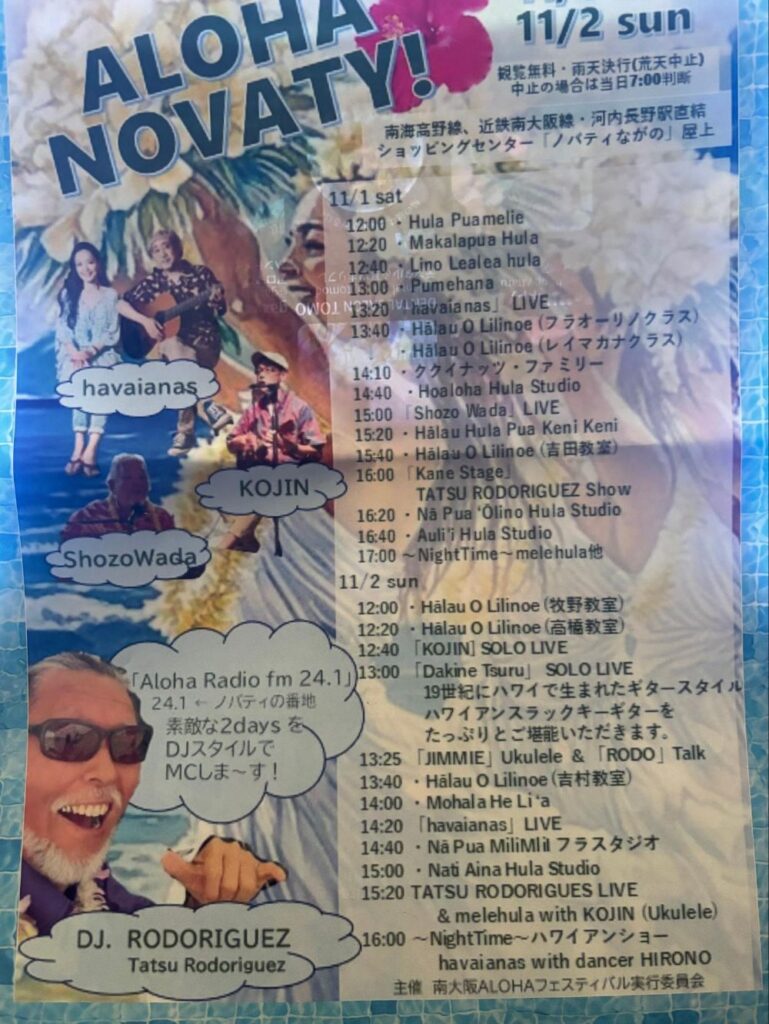 ALOHA
NOVATY!
11/2 sun
観覧無料・雨天決行(荒天中止)
中止の場合は当日7:00判断
南海高野線、近鉄南大阪線・河内長野駅直結
ショッピングセンター「ノバティながの」屋上
11/1 sat
12:00 ・Hula Puamelie
12:20 ・Makalapua Hula
12:40 ・Lino Lealea hula
13:00 ・Pumehana
13:20 「havaianas」 LIVE
13:40 ・Hālau O Lilinoe (フラオーリノクラス)
・Hālau O Lilinoe (レイマカナクラス)
14:10 ・ククイナッツ・ファミリー
14:40 ・Hoaloha Hula Studio
15:00 「Shozo Wada」 LIVE
15:20 ・Hālau Hula Pua Keni Keni
15:40 ・Hālau O Lilinoe (吉田教室)
16:00 「Kane Stage」
TATSU RODORIGUEZ Show
16:20 ・Nā Pua ʻŌlino Hula Studio
16:40 ・Auli'i Hula Studio
17:00 ～NightTime～melehula他
11/2 sun
12:00 ・Hālau O Lilinoe (牧野教室)
12:20 ・Hālau O Lilinoe (高橋教室)
12:40 「KOJIN] SOLO LIVE
13:00 「Dakine Tsuru」 SOLO LIVE
19世紀にハワイで生まれたギタースタイル
ハワイアンスラックキーギターを
たっぷりとご堪能いただきます。
13:25 「JIMMIE」Ukulele & 「RODO」Talk
13:40 ・Hālau O Lilinoe (吉村教室)
14:00 ・Mohala He Liʻa
14:20 「havaianas」 LIVE
14:40 ・Nā Pua MiliMlil フラスタジオ
15:00 ・Nati Aina Hula Studio
15:20 TATSU RODORIGUES LIVE
& melehula with KOJIN (Ukulele)
16:00 ～NightTime～ハワイアンショー
havaianas with dancer HIRONO
主催 南大阪ALOHAフェスティバル実行委員会
havaianas
KOJIN
ShozoWada
「Aloha Radio fm 24.1」
24.1 ← ノバティの番地
素敵な2days を
DJスタイルで
MCしま～す！
DJ. RODORIGUEZ
Tatsu Rodoriguez